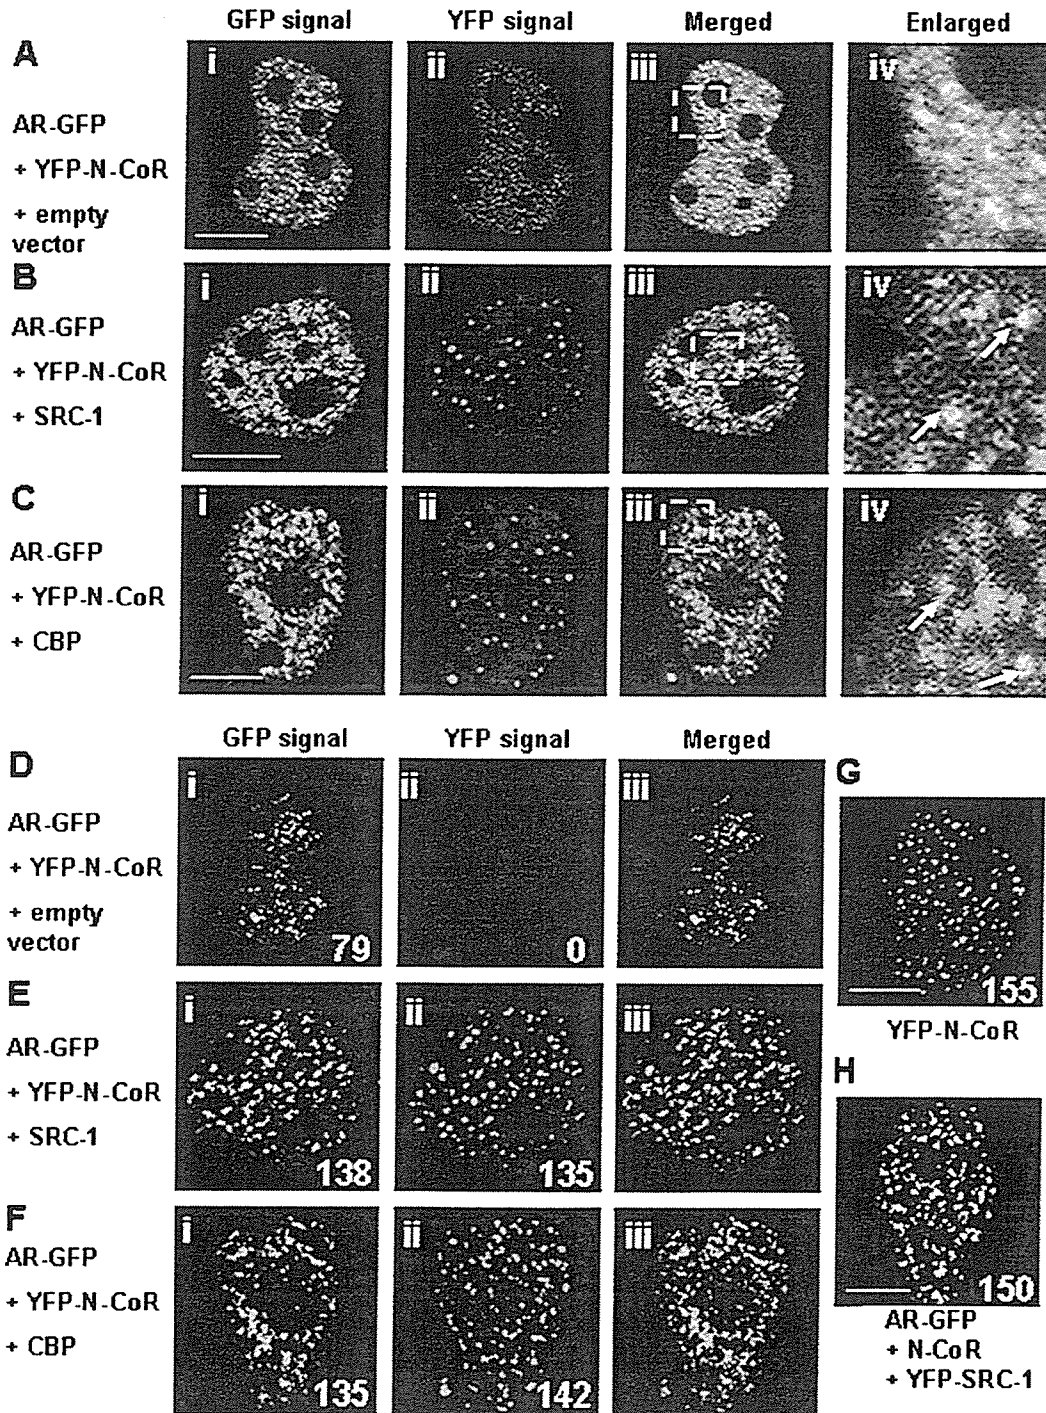 GFP signal YFP signal Merged Enlarged
A
i ii iii iv
AR-GFP
+ YFP-N-CoR
+ empty
vector
B
i ii iii iv
AR-GFP
+ YFP-N-CoR
+ SRC-1
C
i ii iii iv
AR-GFP
+ YFP-N-CoR
+ CBP
GFP signal YFP signal Merged
D
i ii iii
AR-GFP
+ YFP-N-CoR
+ empty
vector
79 0
G
155
YFP-N-CoR
E
i ii iii
AR-GFP
+ YFP-N-CoR
+ SRC-1
138 135
H
150
AR-GFP
+ N-CoR
+ YFP-SRC-1
F
i ii iii
AR-GFP
+ YFP-N-CoR
+ CBP
135 142